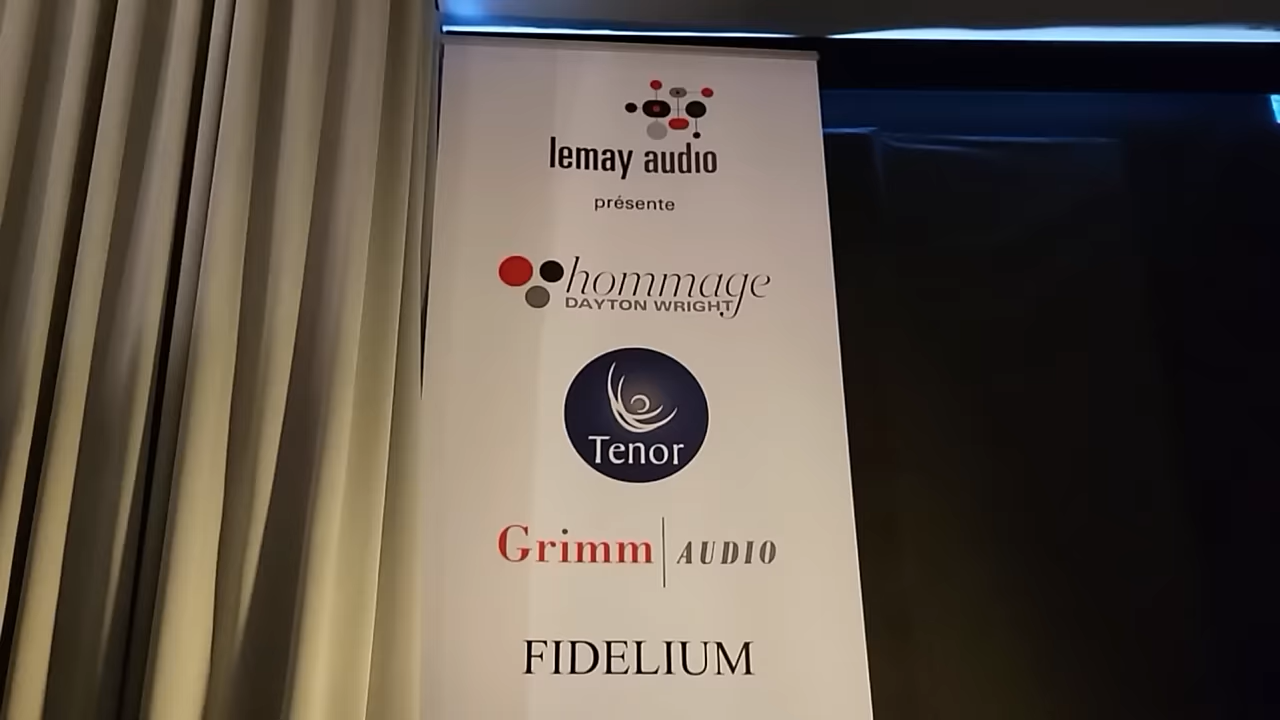 lemay audio
présente
hommage
DAYTON WRIGHT
Tenor
Grimm AUDIO
FIDELIUM